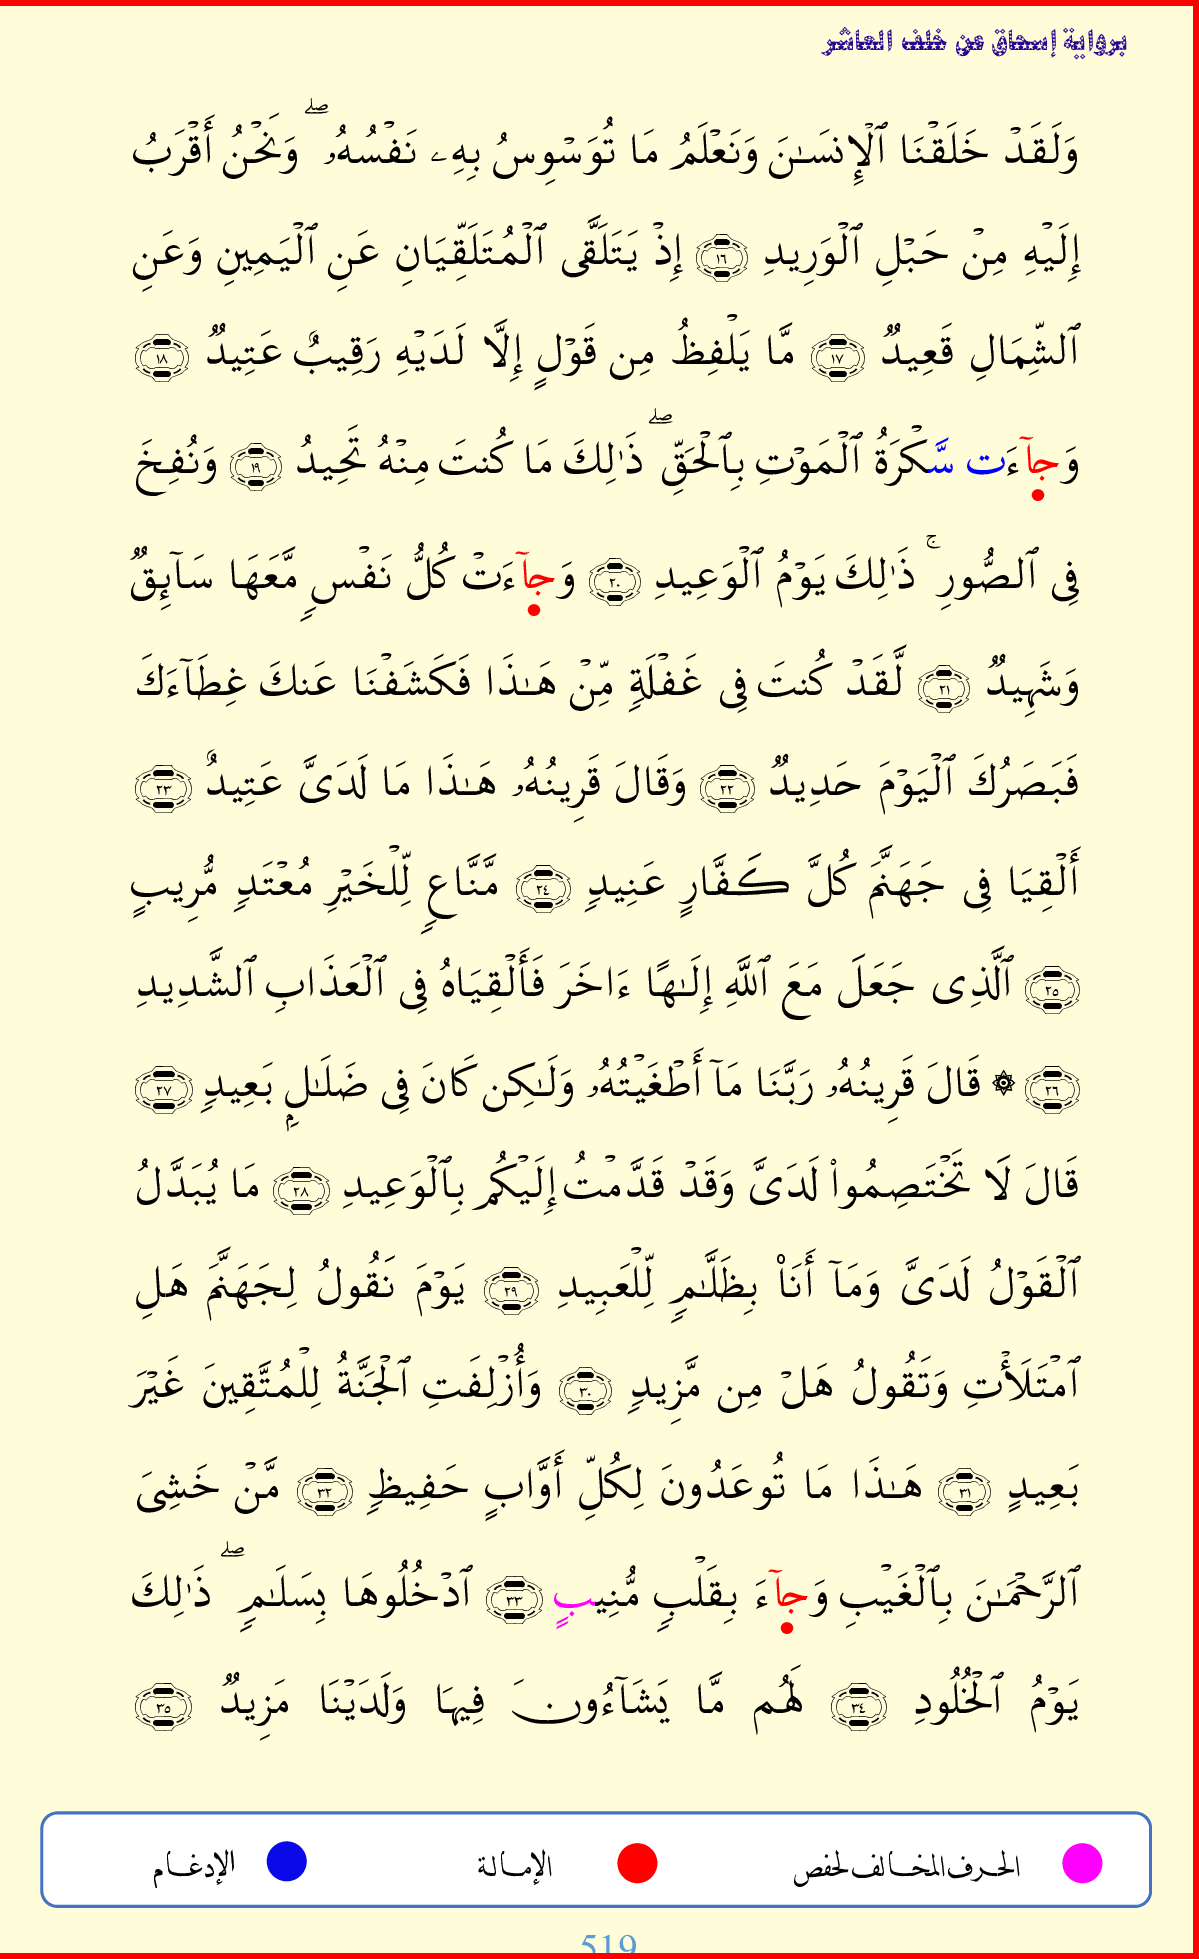 برواية إسحاق عن خلف العاشر
وَلَقَدۡ خَلَقۡنَا ٱلۡإِنسَٰنَ وَنَعۡلَمُ مَا تُوَسۡوِسُ بِهِۦ نَفۡسُهُۥۖ وَنَحۡنُ أَقۡرَبُ
إِلَيۡهِ مِنۡ حَبۡلِ ٱلۡوَرِيدِ ١٦ إِذۡ يَتَلَقَّى ٱلۡمُتَلَقِّيَانِ عَنِ ٱلۡيَمِينِ وَعَنِ
ٱلشِّمَالِ قَعِيدٞ ١٧ مَّا يَلۡفِظُ مِن قَوۡلٍ إِلَّا لَدَيۡهِ رَقِيبٌ عَتِيدٞ ١٨
وَجَآءَت سَّكۡرَةُ ٱلۡمَوۡتِ بِٱلۡحَقِّۖ ذَٰلِكَ مَا كُنتَ مِنۡهُ تَحِيدُ ١٩ وَنُفِخَ
فِي ٱلصُّورِۚ ذَٰلِكَ يَوۡمُ ٱلۡوَعِيدِ ٢٠ وَجَآءَتۡ كُلُّ نَفۡسٖ مَّعَهَا سَآئِقٞ
وَشَهِيدٞ ٢١ لَّقَدۡ كُنتَ فِي غَفۡلَةٖ مِّنۡ هَٰذَا فَكَشَفۡنَا عَنكَ غِطَآءَكَ
فَبَصَرُكَ ٱلۡيَوۡمَ حَدِيدٞ ٢٢ وَقَالَ قَرِينُهُۥ هَٰذَا مَا لَدَيَّ عَتِيدٌ ٢٣
أَلۡقِيَا فِي جَهَنَّمَ كُلَّ كَفَّارٍ عَنِيدٖ ٢٤ مَّنَّاعٖ لِّلۡخَيۡرِ مُعۡتَدٖ مُّرِيبٍ
٢٥ ٱلَّذِي جَعَلَ مَعَ ٱللَّهِ إِلَٰهًا ءَاخَرَ فَأَلۡقِيَاهُ فِي ٱلۡعَذَابِ ٱلشَّدِيدِ
٢٦ ۞ قَالَ قَرِينُهُۥ رَبَّنَا مَآ أَطۡغَيۡتُهُۥ وَلَٰكِن كَانَ فِي ضَلَٰلِۭ بَعِيدٖ ٢٧
قَالَ لَا تَخۡتَصِمُواْ لَدَيَّ وَقَدۡ قَدَّمۡتُ إِلَيۡكُم بِٱلۡوَعِيدِ ٢٨ مَا يُبَدَّلُ
ٱلۡقَوۡلُ لَدَيَّ وَمَآ أَنَا۠ بِظَلَّٰمٖ لِّلۡعَبِيدِ ٢٩ يَوۡمَ نَقُولُ لِجَهَنَّمَ هَلِ
ٱمۡتَلَأۡتِ وَتَقُولُ هَلۡ مِن مَّزِيدٖ ٣٠ وَأُزۡلِفَتِ ٱلۡجَنَّةُ لِلۡمُتَّقِينَ غَيۡرَ
بَعِيدٍ ٣١ هَٰذَا مَا تُوعَدُونَ لِكُلِّ أَوَّابٍ حَفِيظٖ ٣٢ مَّنۡ خَشِيَ
ٱلرَّحۡمَٰنَ بِٱلۡغَيۡبِ وَجَآءَ بِقَلۡبٖ مُّنِيبٍ ٣٣ ٱدۡخُلُوهَا بِسَلَٰمٖۖ ذَٰلِكَ
يَوۡمُ ٱلۡخُلُودِ ٣٤ لَهُم مَّا يَشَآءُونَ فِيهَا وَلَدَيۡنَا مَزِيدٞ ٣٥
الحرف المخالف لحفص الإمالة الإدغام
519